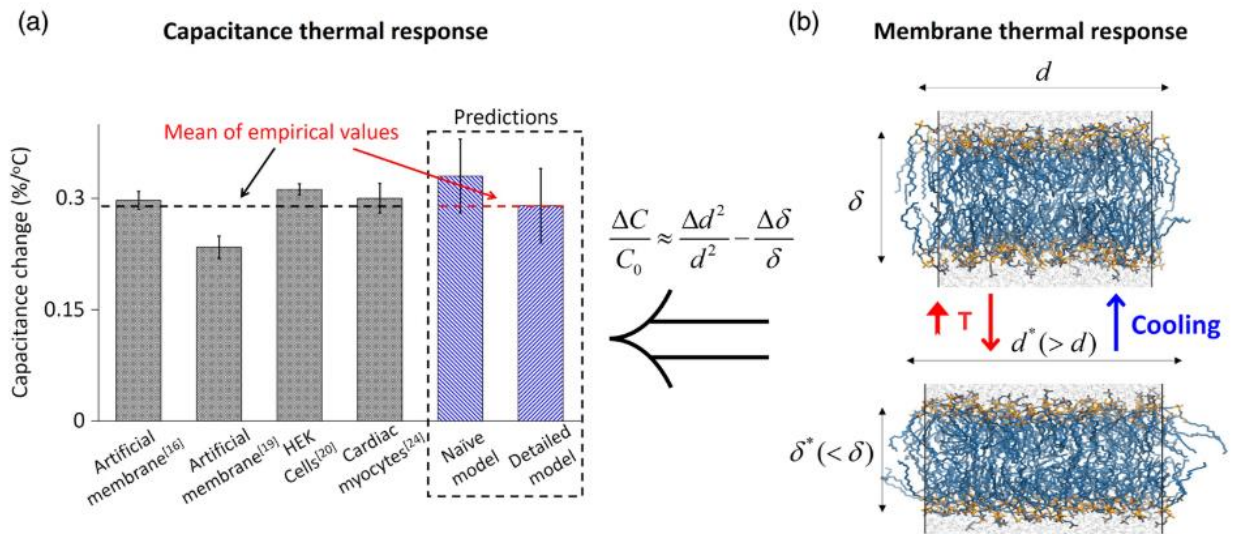 (a)
Capacitance thermal response
Predictions
Mean of empirical values
Capacitance change (%/°C)
0.3
0.15
0
Artificial
membrane[16]
Artificial
membrane[19]
HEK
Cells[20]
Cardiac
myocytes[24]
Naïve
model
Detailed
model
ΔC/C₀ ≈ Δd²/d² − Δδ/δ
(b)
Membrane thermal response
d
δ
T
Cooling
d*(> d)
δ*(< δ)